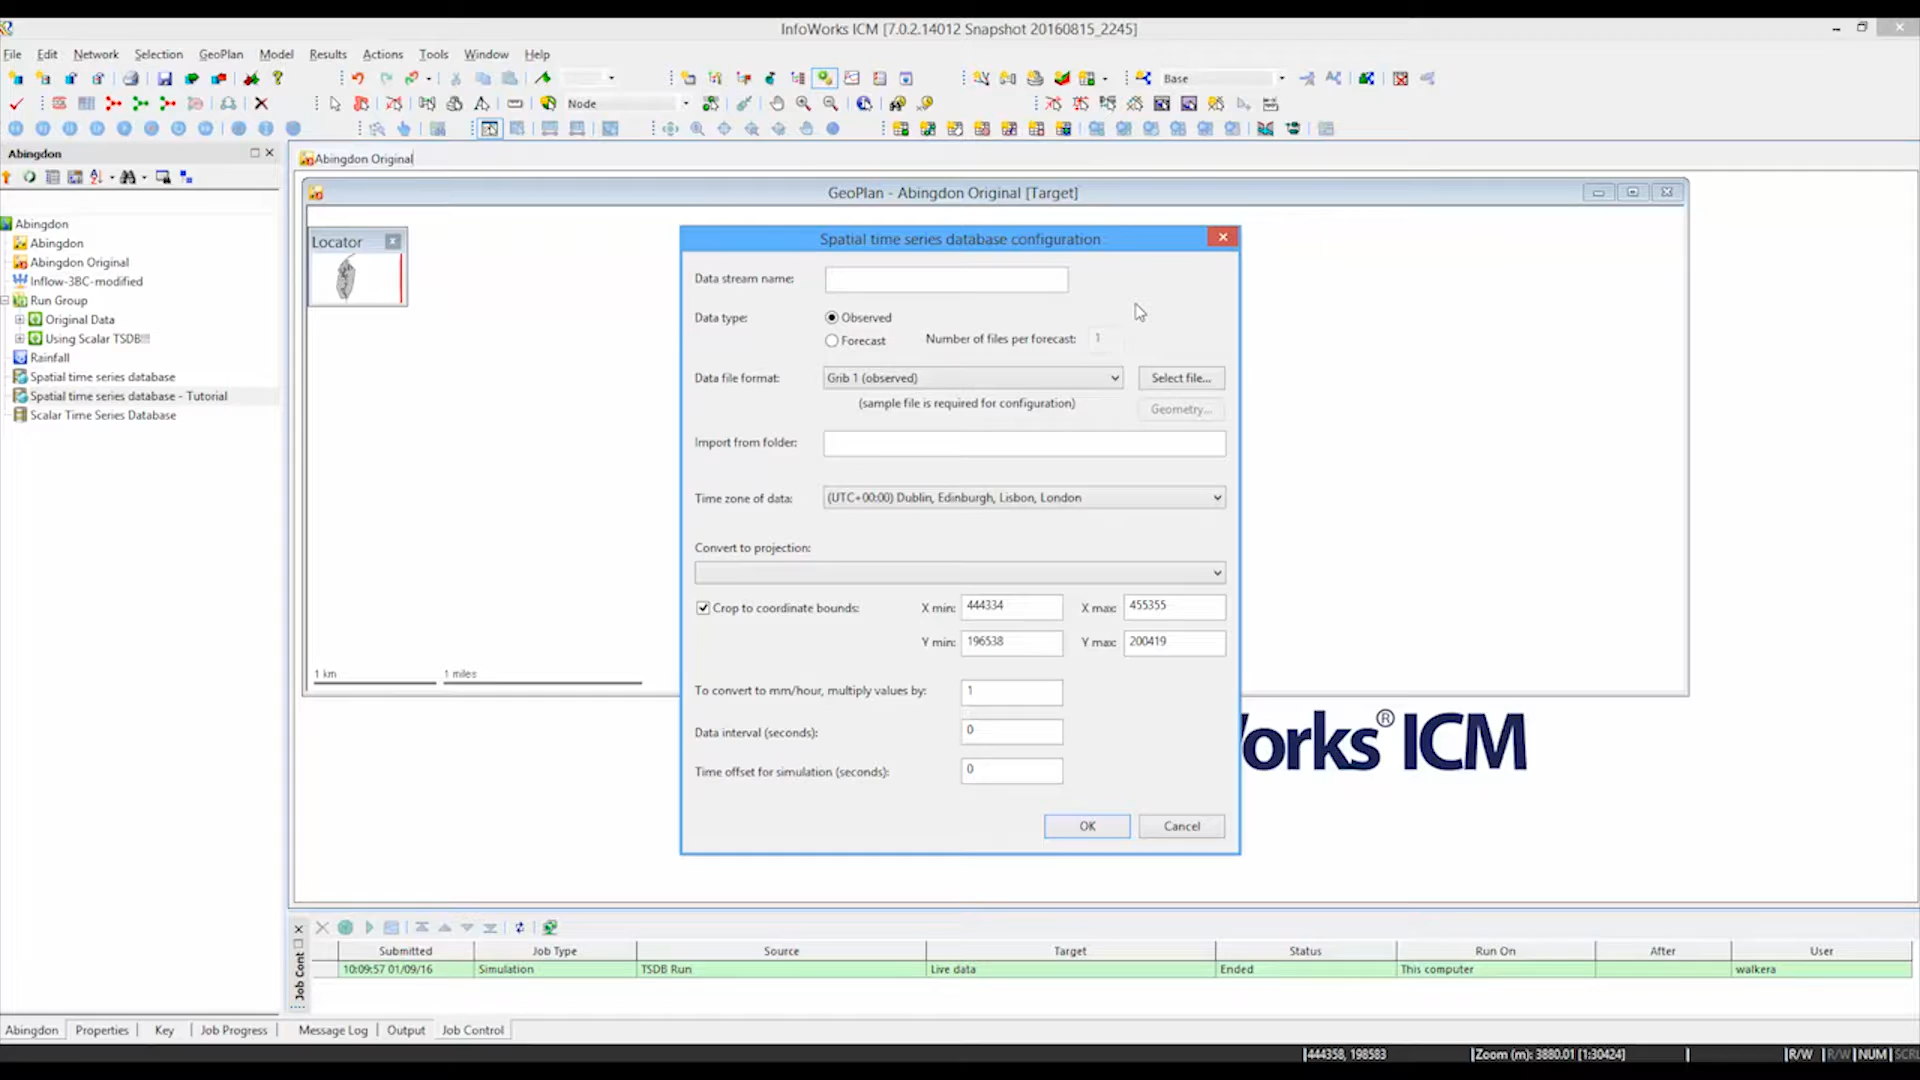 InfoWorks ICM [7.0.2.14012 Snapshot 20160815_2245]
File Edit Network Selection GeoPlan Model Results Actions Tools Window Help
Base
Node
Abingdon
Abingdon Original
GeoPlan - Abingdon Original [Target]
Abingdon
Abingdon
Abingdon Original
Inflow-3BC-modified
Run Group
Original Data
Using Scalar TSDB!!!
Rainfall
Spatial time series database
Spatial time series database - Tutorial
Scalar Time Series Database
Locator
1 km
1 miles
Spatial time series database configuration
Data stream name:
Data type:
Observed
Forecast
Number of files per forecast: 1
Data file format: Grib 1 (observed) Select file...
(sample file is required for configuration)
Geometry...
Import from folder:
Time zone of data: (UTC+00:00) Dublin, Edinburgh, Lisbon, London
Convert to projection:
Crop to coordinate bounds: X min: 444334 X max: 455355
Y min: 196538 Y max: 200419
To convert to mm/hour, multiply values by: 1
Data interval (seconds): 0
Time offset for simulation (seconds): 0
OK Cancel
Works® ICM
Job Cont
Submitted Job Type Source Target Status Run On After User
10:09:57 01/09/16 Simulation TSDB Run Live data Ended This computer walkera
Abingdon Properties Key Job Progress Message Log Output Job Control
444358, 198583 Zoom (m): 3880.01 [1:30424] R/W R/W NUM SCRL